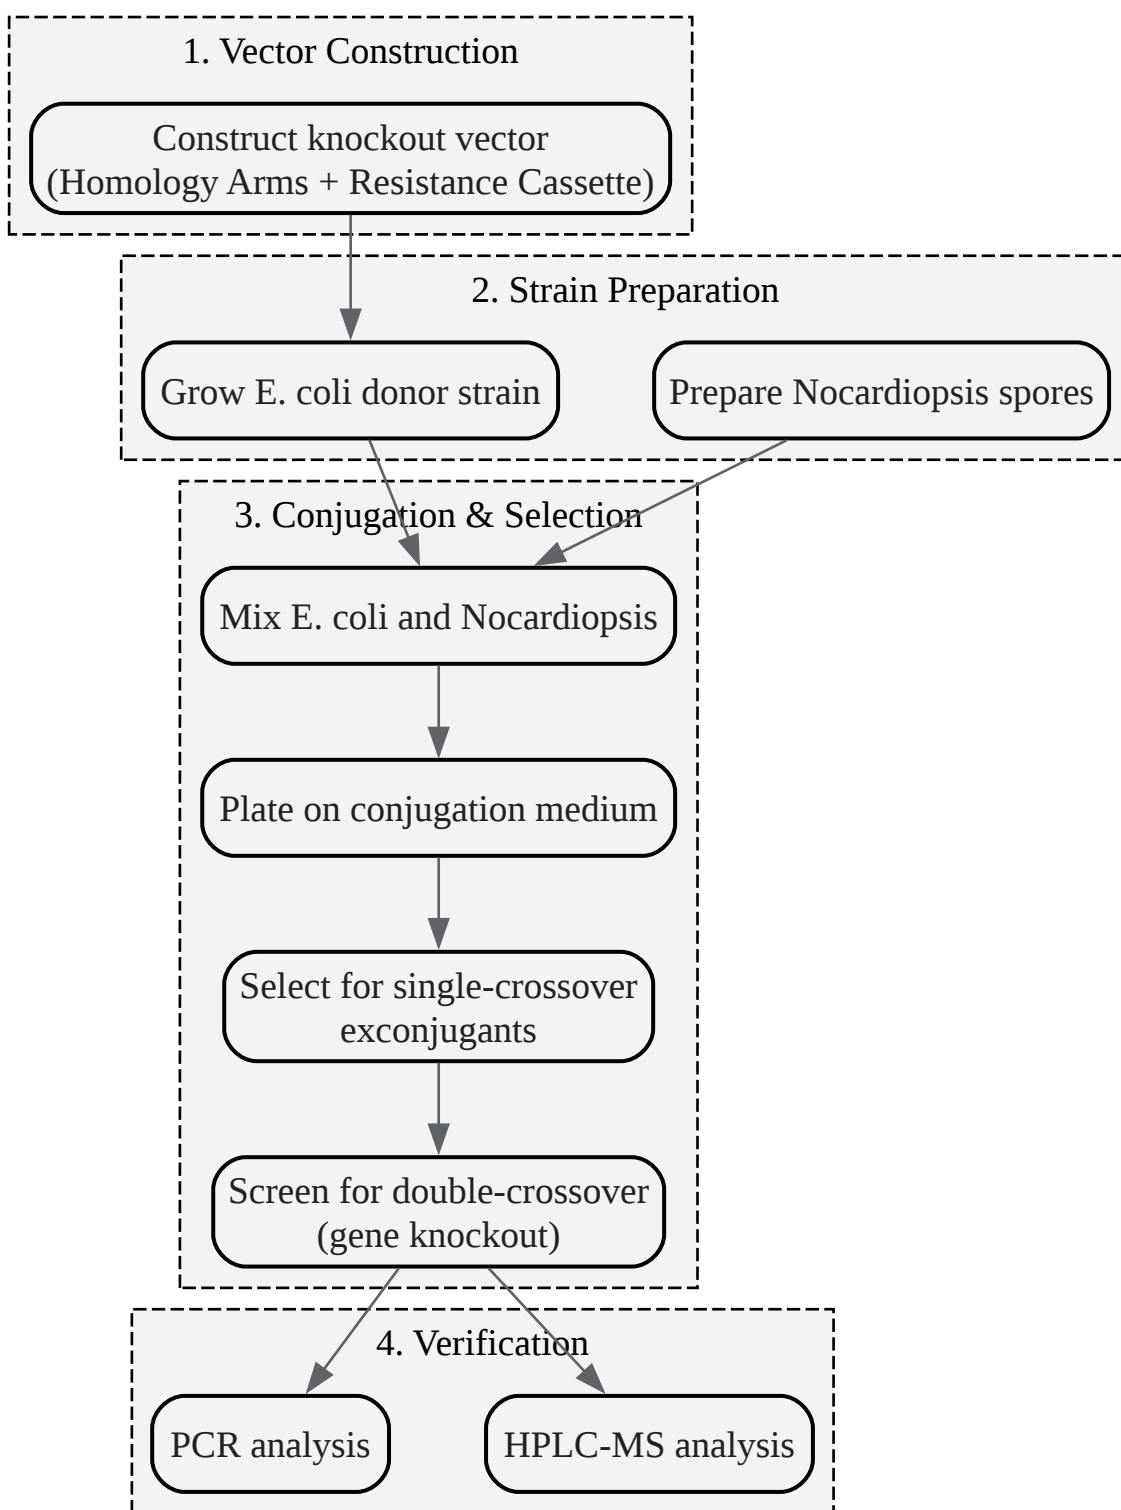 1. Vector Construction
Construct knockout vector
(Homology Arms + Resistance Cassette)
2. Strain Preparation
Grow E. coli donor strain
Prepare Nocardiopsis spores
3. Conjugation & Selection
Mix E. coli and Nocardiopsis
Plate on conjugation medium
Select for single-crossover
exconjugants
Screen for double-crossover
(gene knockout)
4. Verification
PCR analysis
HPLC-MS analysis